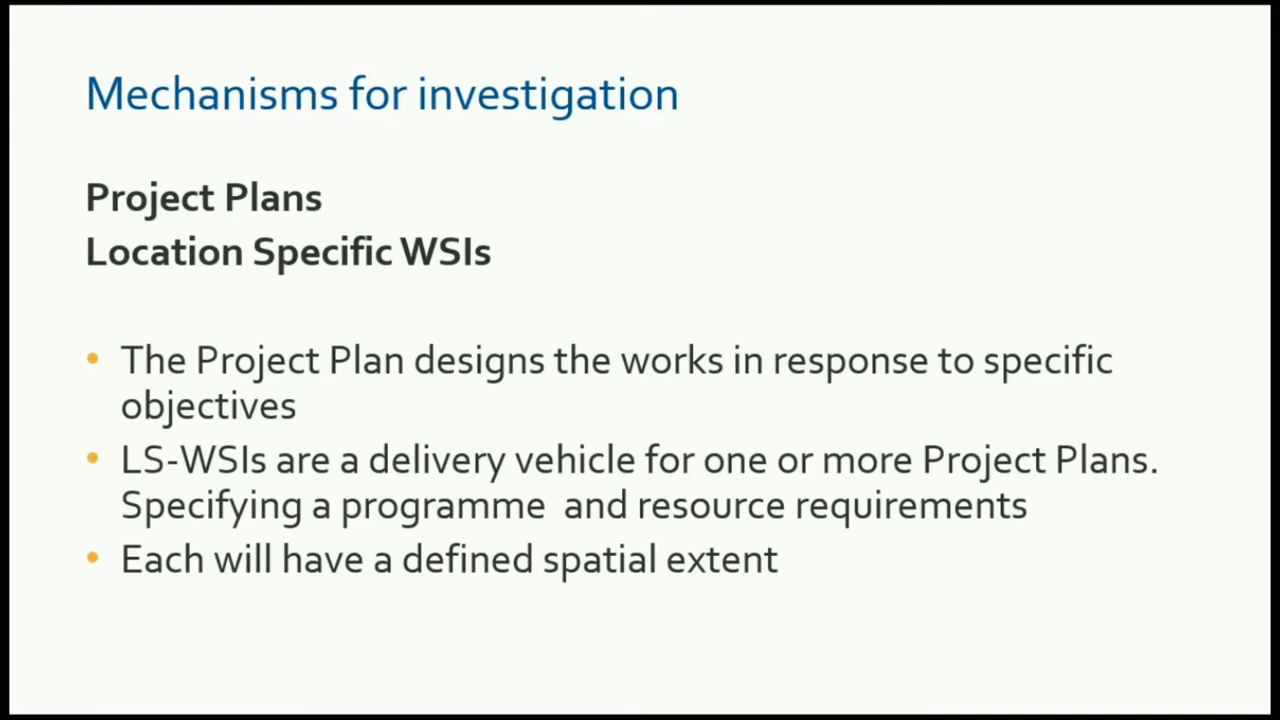 Mechanisms for investigation
Project Plans
Location Specific WSIs
• The Project Plan designs the works in response to specific
objectives
• LS-WSIs are a delivery vehicle for one or more Project Plans.
Specifying a programme  and resource requirements
• Each will have a defined spatial extent